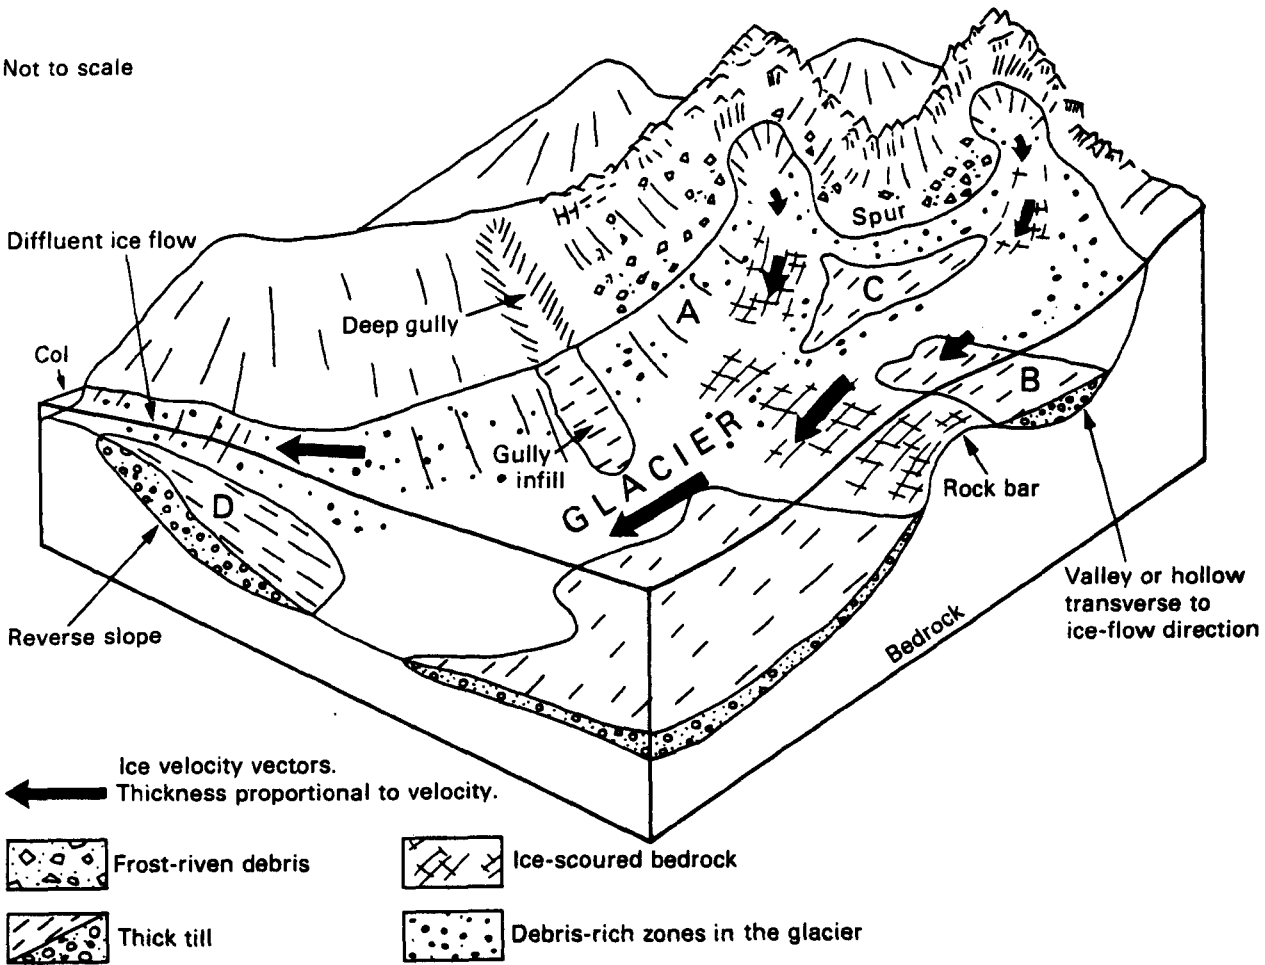 Not to scale
Spur
Diffluent ice flow
A
C
Deep gully
Col
B
GLACIER
Gully
infill
Rock bar
D
Valley or hollow
transverse to
ice-flow direction
Reverse slope
Bedrock
Ice velocity vectors.
Thickness proportional to velocity.
Frost-riven debris
Ice-scoured bedrock
Thick till
Debris-rich zones in the glacier